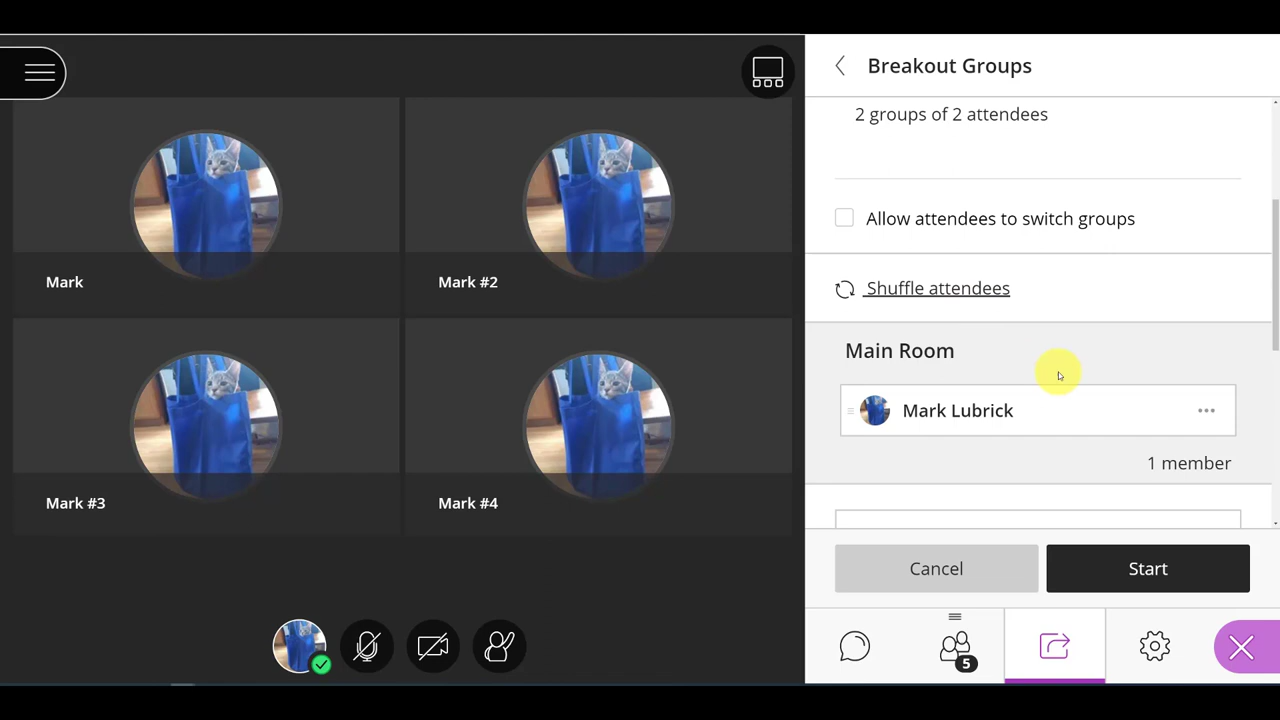 Breakout Groups
2 groups of 2 attendees
Allow attendees to switch groups
Shuffle attendees
Main Room
Mark Lubrick
1 member
Cancel
Start
5
Mark
Mark #2
Mark #3
Mark #4